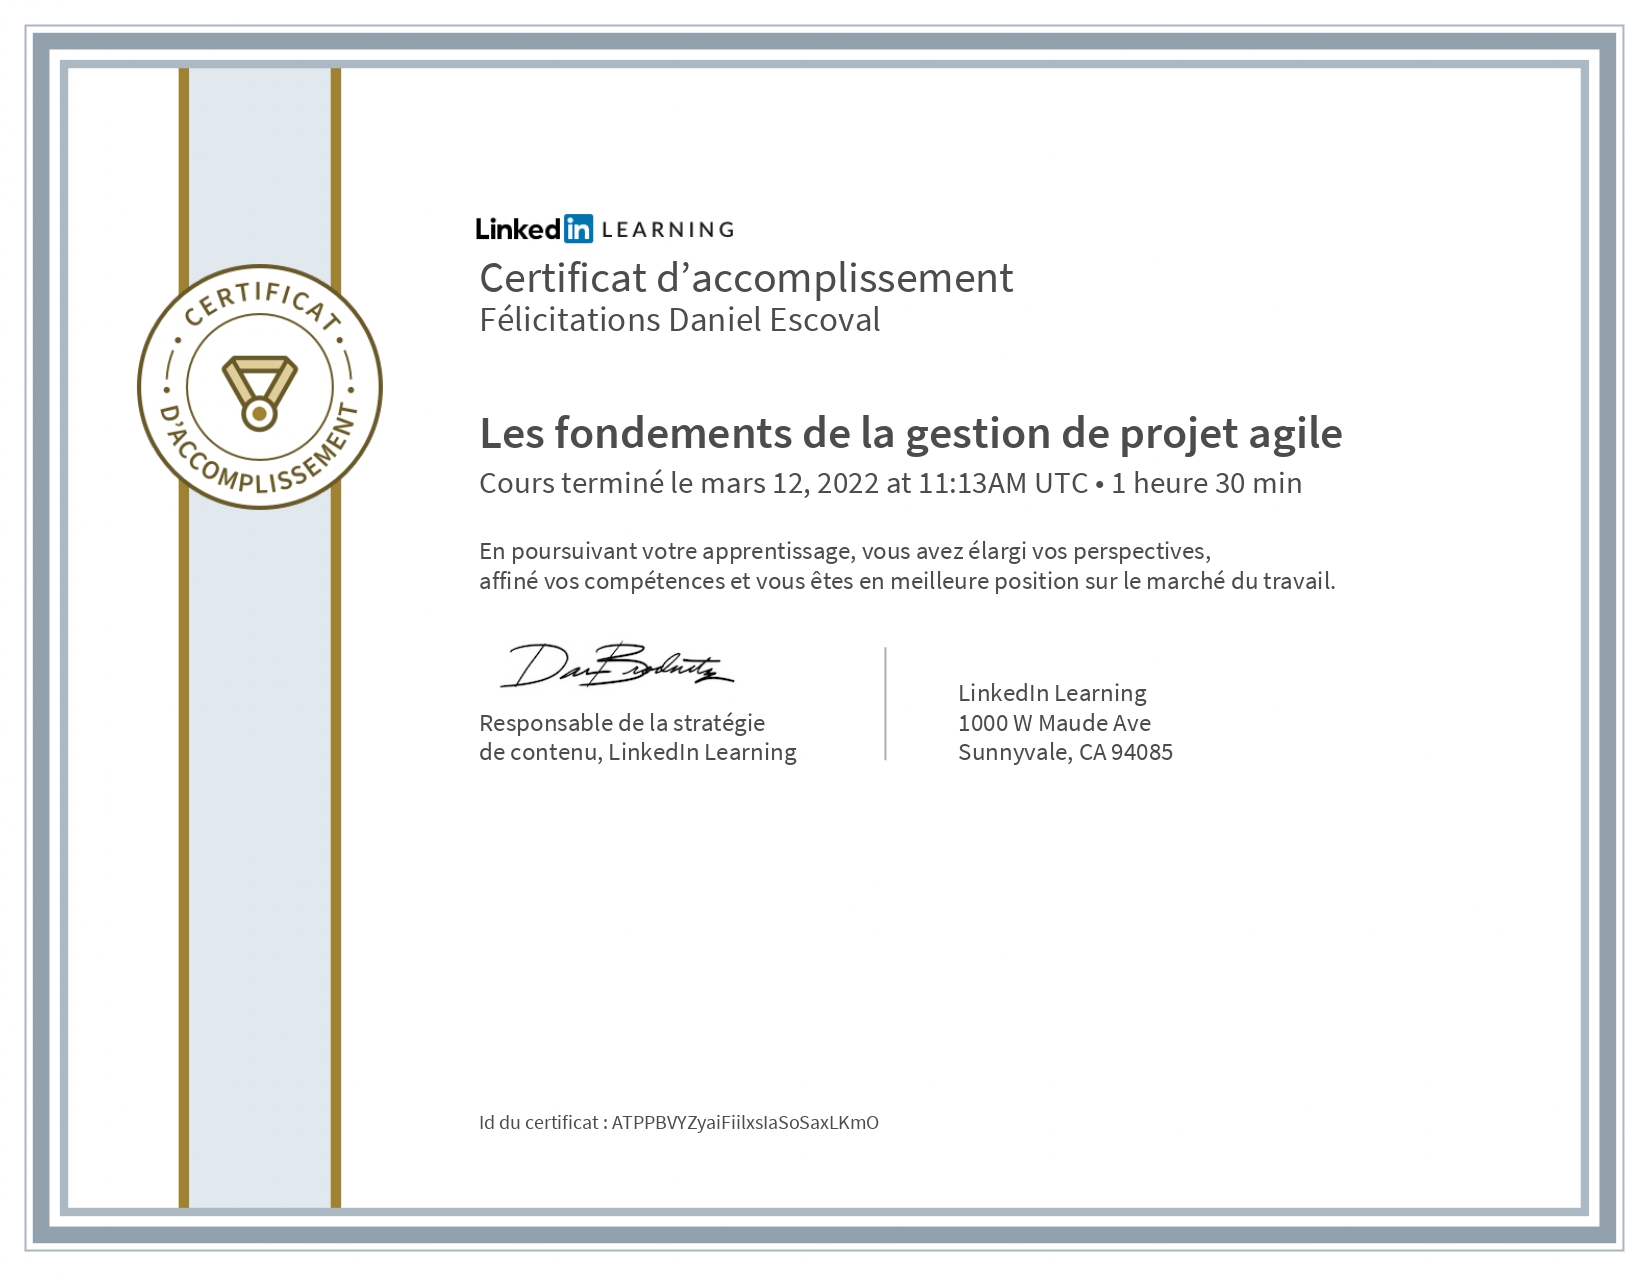 Linked in LEARNING
Certificat d’accomplissement
Félicitations Daniel Escoval
• CERTIFICAT •
• D’ACCOMPLISSEMENT •
Les fondements de la gestion de projet agile
Cours terminé le mars 12, 2022 at 11:13AM UTC • 1 heure 30 min
En poursuivant votre apprentissage, vous avez élargi vos perspectives,
affiné vos compétences et vous êtes en meilleure position sur le marché du travail.
Dan Brodnitz
Responsable de la stratégie
de contenu, LinkedIn Learning
LinkedIn Learning
1000 W Maude Ave
Sunnyvale, CA 94085
Id du certificat : ATPPBVYZyaiFiilxsIaSoSaxLKmO